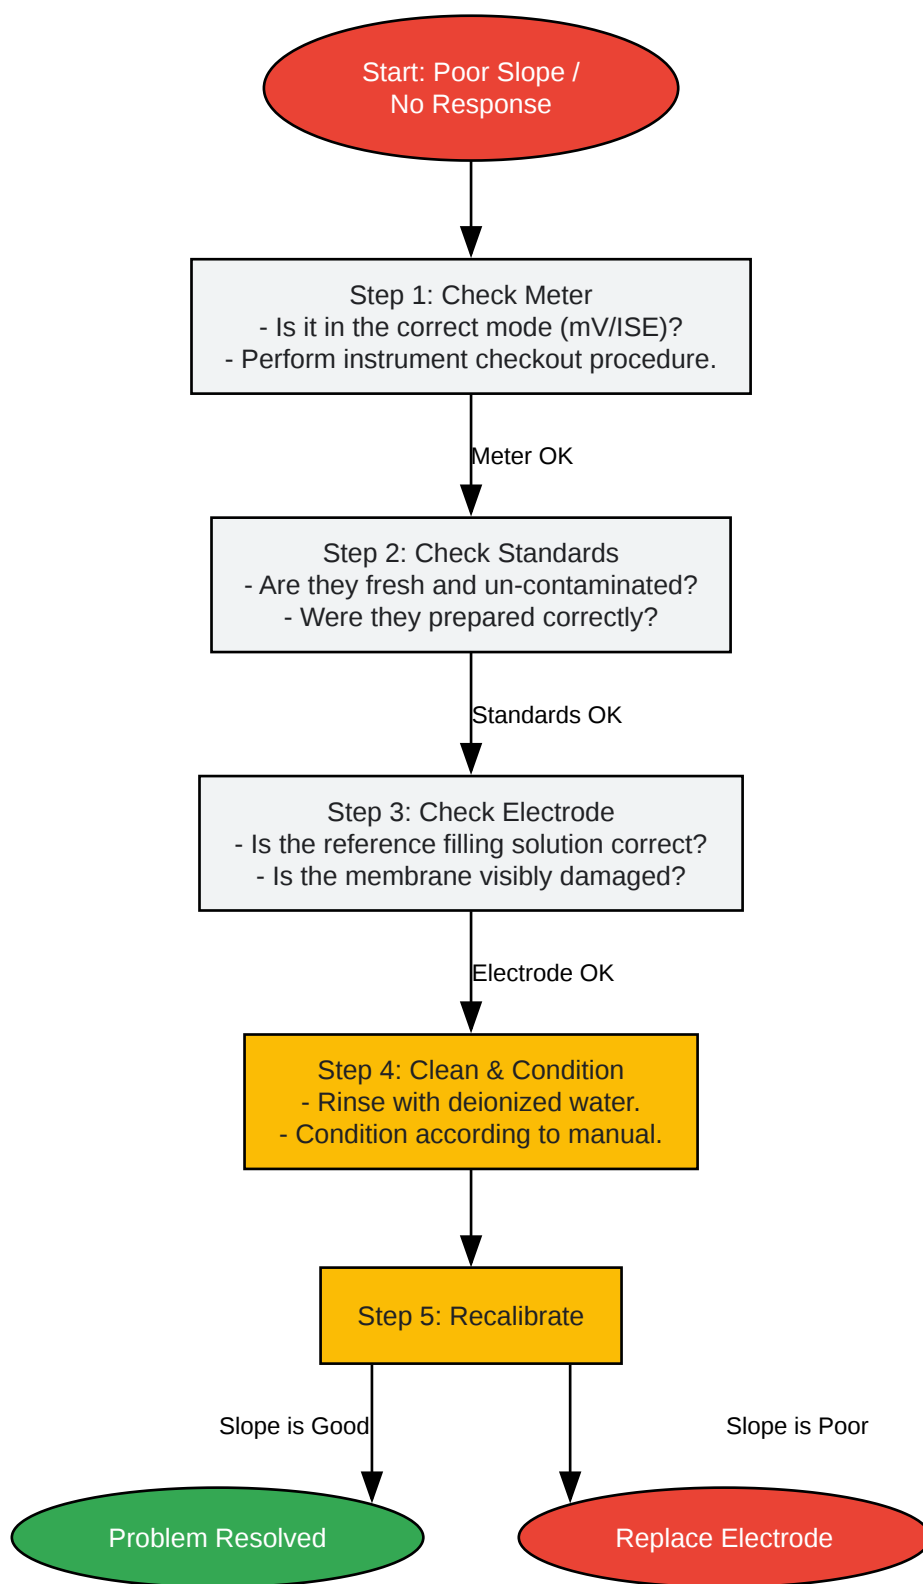 Start: Poor Slope /
No Response
Step 1: Check Meter
- Is it in the correct mode (mV/ISE)?
- Perform instrument checkout procedure.
Meter OK
Step 2: Check Standards
- Are they fresh and un-contaminated?
- Were they prepared correctly?
Standards OK
Step 3: Check Electrode
- Is the reference filling solution correct?
- Is the membrane visibly damaged?
Electrode OK
Step 4: Clean & Condition
- Rinse with deionized water.
- Condition according to manual.
Step 5: Recalibrate
Slope is Good
Slope is Poor
Problem Resolved
Replace Electrode